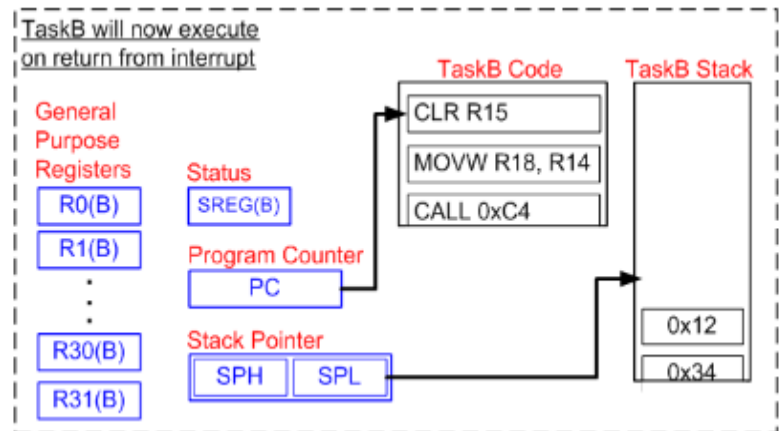 TaskB will now execute
on return from interrupt
TaskB Code
TaskB Stack
General
Purpose
Registers
CLR R15
MOVW R18, R14
CALL 0xC4
Status
R0(B)
SREG(B)
R1(B)
Program Counter
PC
R30(B)
R31(B)
Stack Pointer
SPH
SPL
0x12
0x34